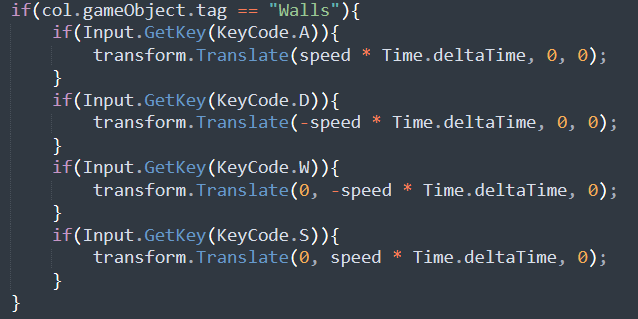 if(col.gameObject.tag == "Walls"){
    if(Input.GetKey(KeyCode.A)){
        transform.Translate(speed * Time.deltaTime, 0, 0);
    }
    if(Input.GetKey(KeyCode.D)){
        transform.Translate(-speed * Time.deltaTime, 0, 0);
    }
    if(Input.GetKey(KeyCode.W)){
        transform.Translate(0, -speed * Time.deltaTime, 0);
    }
    if(Input.GetKey(KeyCode.S)){
        transform.Translate(0, speed * Time.deltaTime, 0);
    }
}